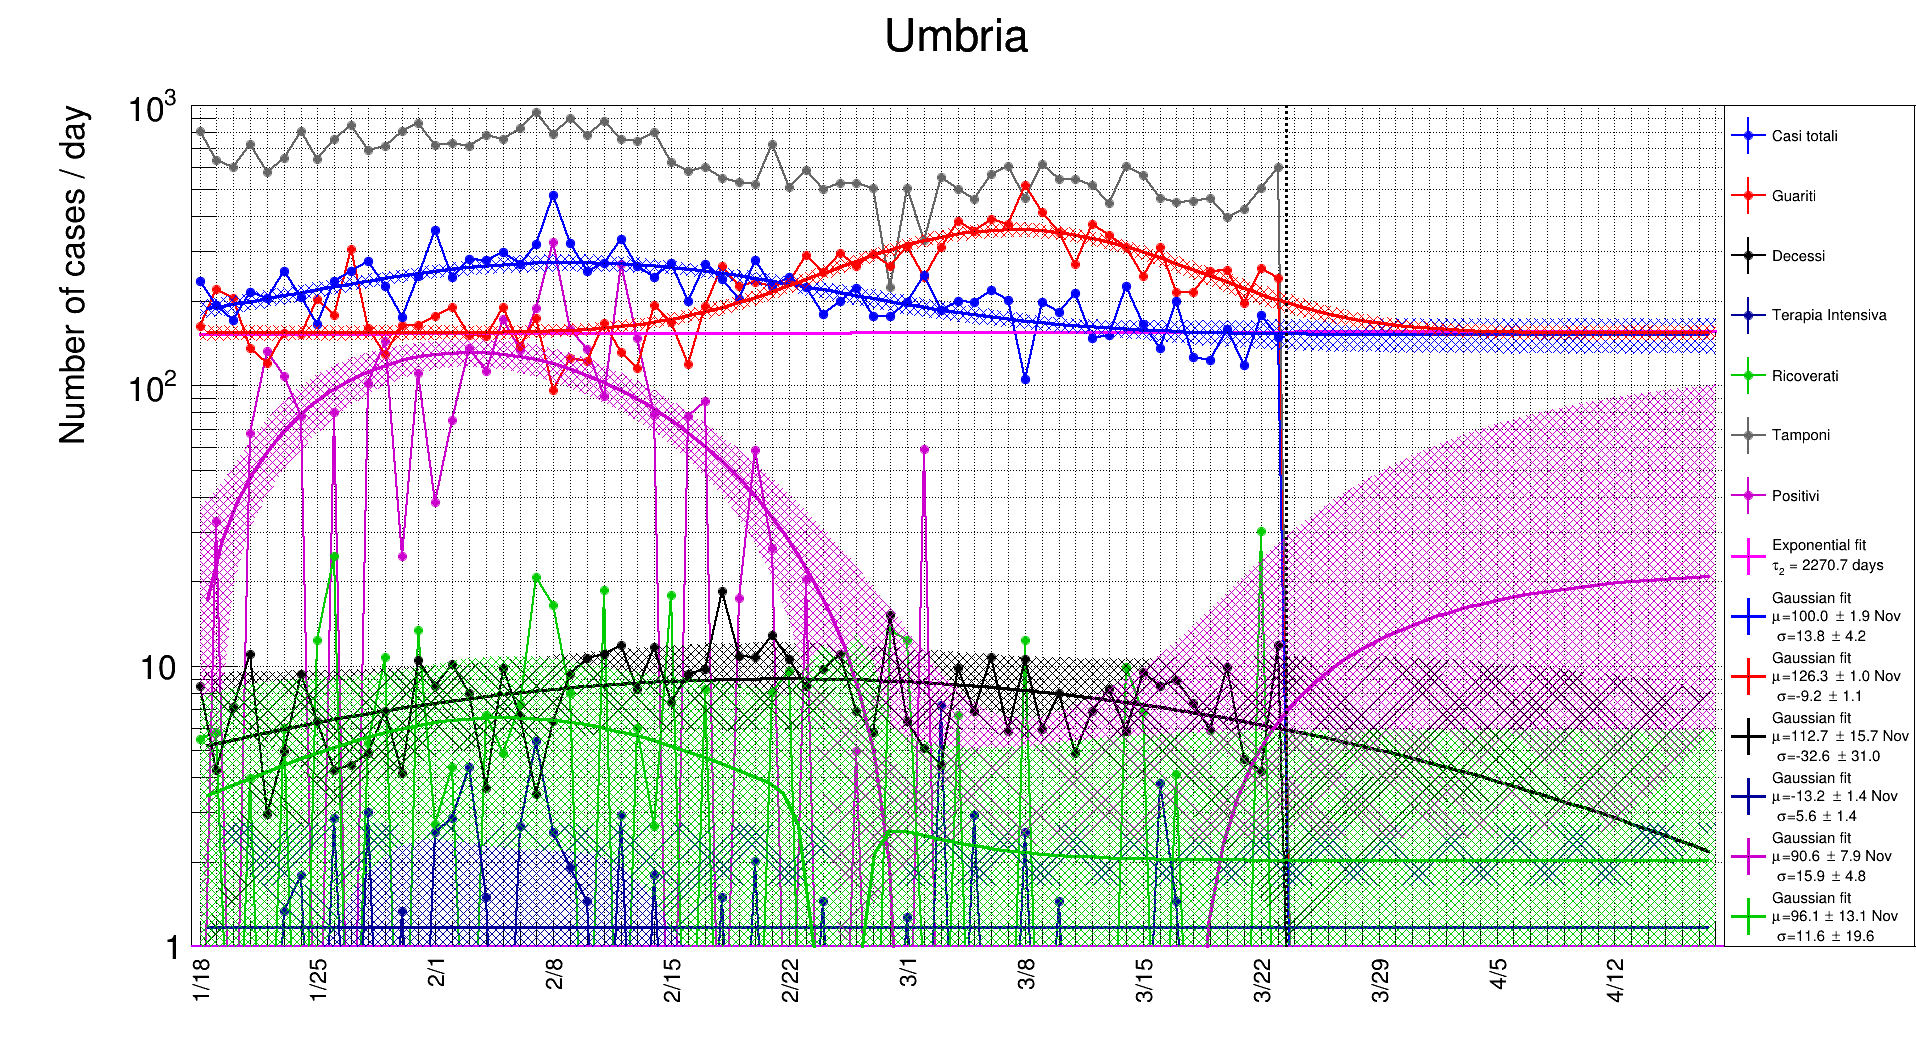 Umbria
Number of cases / day
10³
10²
10
1
1/18
1/25
2/1
2/8
2/15
2/22
3/1
3/8
3/15
3/22
3/29
4/5
4/12
Casi totali
Guariti
Decessi
Terapia Intensiva
Ricoverati
Tamponi
Positivi
Exponential fit
τ₂ = 2270.7 days
Gaussian fit
μ=100.0 ± 1.9 Nov
σ=13.8 ± 4.2
Gaussian fit
μ=126.3 ± 1.0 Nov
σ=-9.2 ± 1.1
Gaussian fit
μ=112.7 ± 15.7 Nov
σ=-32.6 ± 31.0
Gaussian fit
μ=-13.2 ± 1.4 Nov
σ=5.6 ± 1.4
Gaussian fit
μ=90.6 ± 7.9 Nov
σ=15.9 ± 4.8
Gaussian fit
μ=96.1 ± 13.1 Nov
σ=11.6 ± 19.6